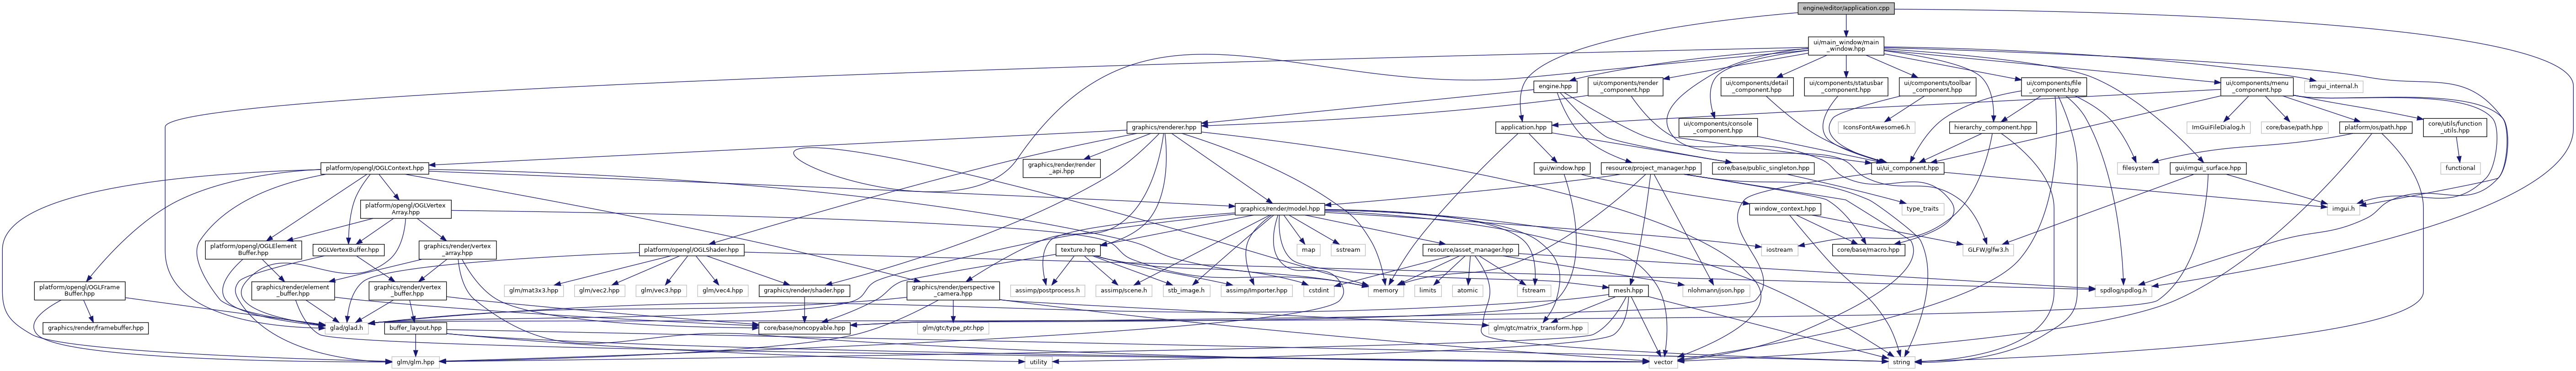 engine/editor/application.cpp
ui/main_window/main
_window.hpp
engine.hpp
ui/components/render
_component.hpp
ui/components/detail
_component.hpp
ui/components/statusbar
_component.hpp
ui/components/toolbar
_component.hpp
ui/components/file
_component.hpp
ui/components/menu
_component.hpp
imgui_internal.h
graphics/renderer.hpp
application.hpp
ui/components/console
_component.hpp
IconsFontAwesome6.h
hierarchy_component.hpp
ImGuiFileDialog.h
core/base/path.hpp
platform/os/path.hpp
core/utils/function
_utils.hpp
platform/opengl/OGLContext.hpp
graphics/render/render
_api.hpp
gui/window.hpp
resource/project_manager.hpp
core/base/public_singleton.hpp
ui/ui_component.hpp
filesystem
gui/imgui_surface.hpp
functional
platform/opengl/OGLVertex
Array.hpp
graphics/render/model.hpp
window_context.hpp
type_traits
imgui.h
platform/opengl/OGLElement
Buffer.hpp
OGLVertexBuffer.hpp
graphics/render/vertex
_array.hpp
platform/opengl/OGLShader.hpp
texture.hpp
map
sstream
resource/asset_manager.hpp
iostream
core/base/macro.hpp
GLFW/glfw3.h
platform/opengl/OGLFrame
Buffer.hpp
graphics/render/element
_buffer.hpp
graphics/render/vertex
_buffer.hpp
glm/mat3x3.hpp
glm/vec2.hpp
glm/vec3.hpp
glm/vec4.hpp
graphics/render/shader.hpp
graphics/render/perspective
_camera.hpp
assimp/postprocess.h
assimp/scene.h
stb_image.h
assimp/Importer.hpp
cstdint
memory
limits
atomic
fstream
mesh.hpp
nlohmann/json.hpp
spdlog/spdlog.h
graphics/render/framebuffer.hpp
glad/glad.h
buffer_layout.hpp
core/base/noncopyable.hpp
glm/gtc/type_ptr.hpp
glm/gtc/matrix_transform.hpp
glm/glm.hpp
utility
vector
string